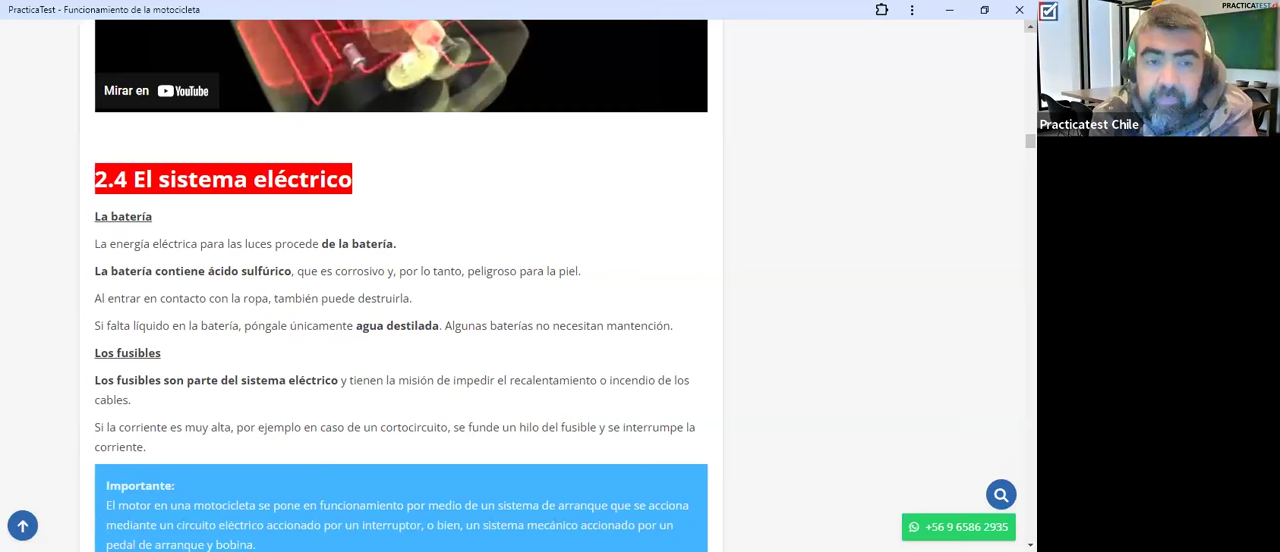 PracticaTest - Funcionamiento de la motocicleta
PRACTICATEST
Mirar en YouTube
Practicatest Chile
2.4 El sistema eléctrico
La batería
La energía eléctrica para las luces procede de la batería.
La batería contiene ácido sulfúrico, que es corrosivo y, por lo tanto, peligroso para la piel.
Al entrar en contacto con la ropa, también puede destruirla.
Si falta líquido en la batería, póngale únicamente agua destilada. Algunas baterías no necesitan mantención.
Los fusibles
Los fusibles son parte del sistema eléctrico y tienen la misión de impedir el recalentamiento o incendio de los
cables.
Si la corriente es muy alta, por ejemplo en caso de un cortocircuito, se funde un hilo del fusible y se interrumpe la
corriente.
Importante:
El motor en una motocicleta se pone en funcionamiento por medio de un sistema de arranque que se acciona
mediante un circuito eléctrico accionado por un interruptor, o bien, un sistema mecánico accionado por un
pedal de arranque y bobina.
+56 9 6586 2935